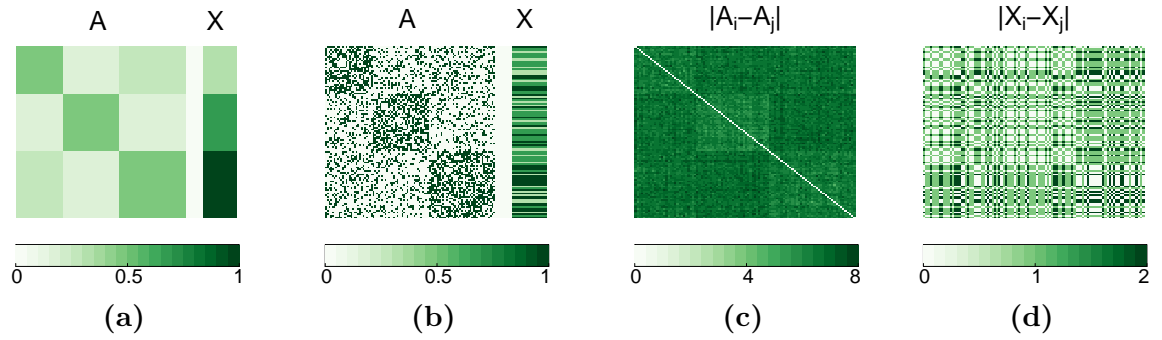 A X
A X
|Ai−Aj|
|Xi−Xj|
0 0.5 1
0 0.5 1
0 4 8
0 1 2
(a)
(b)
(c)
(d)